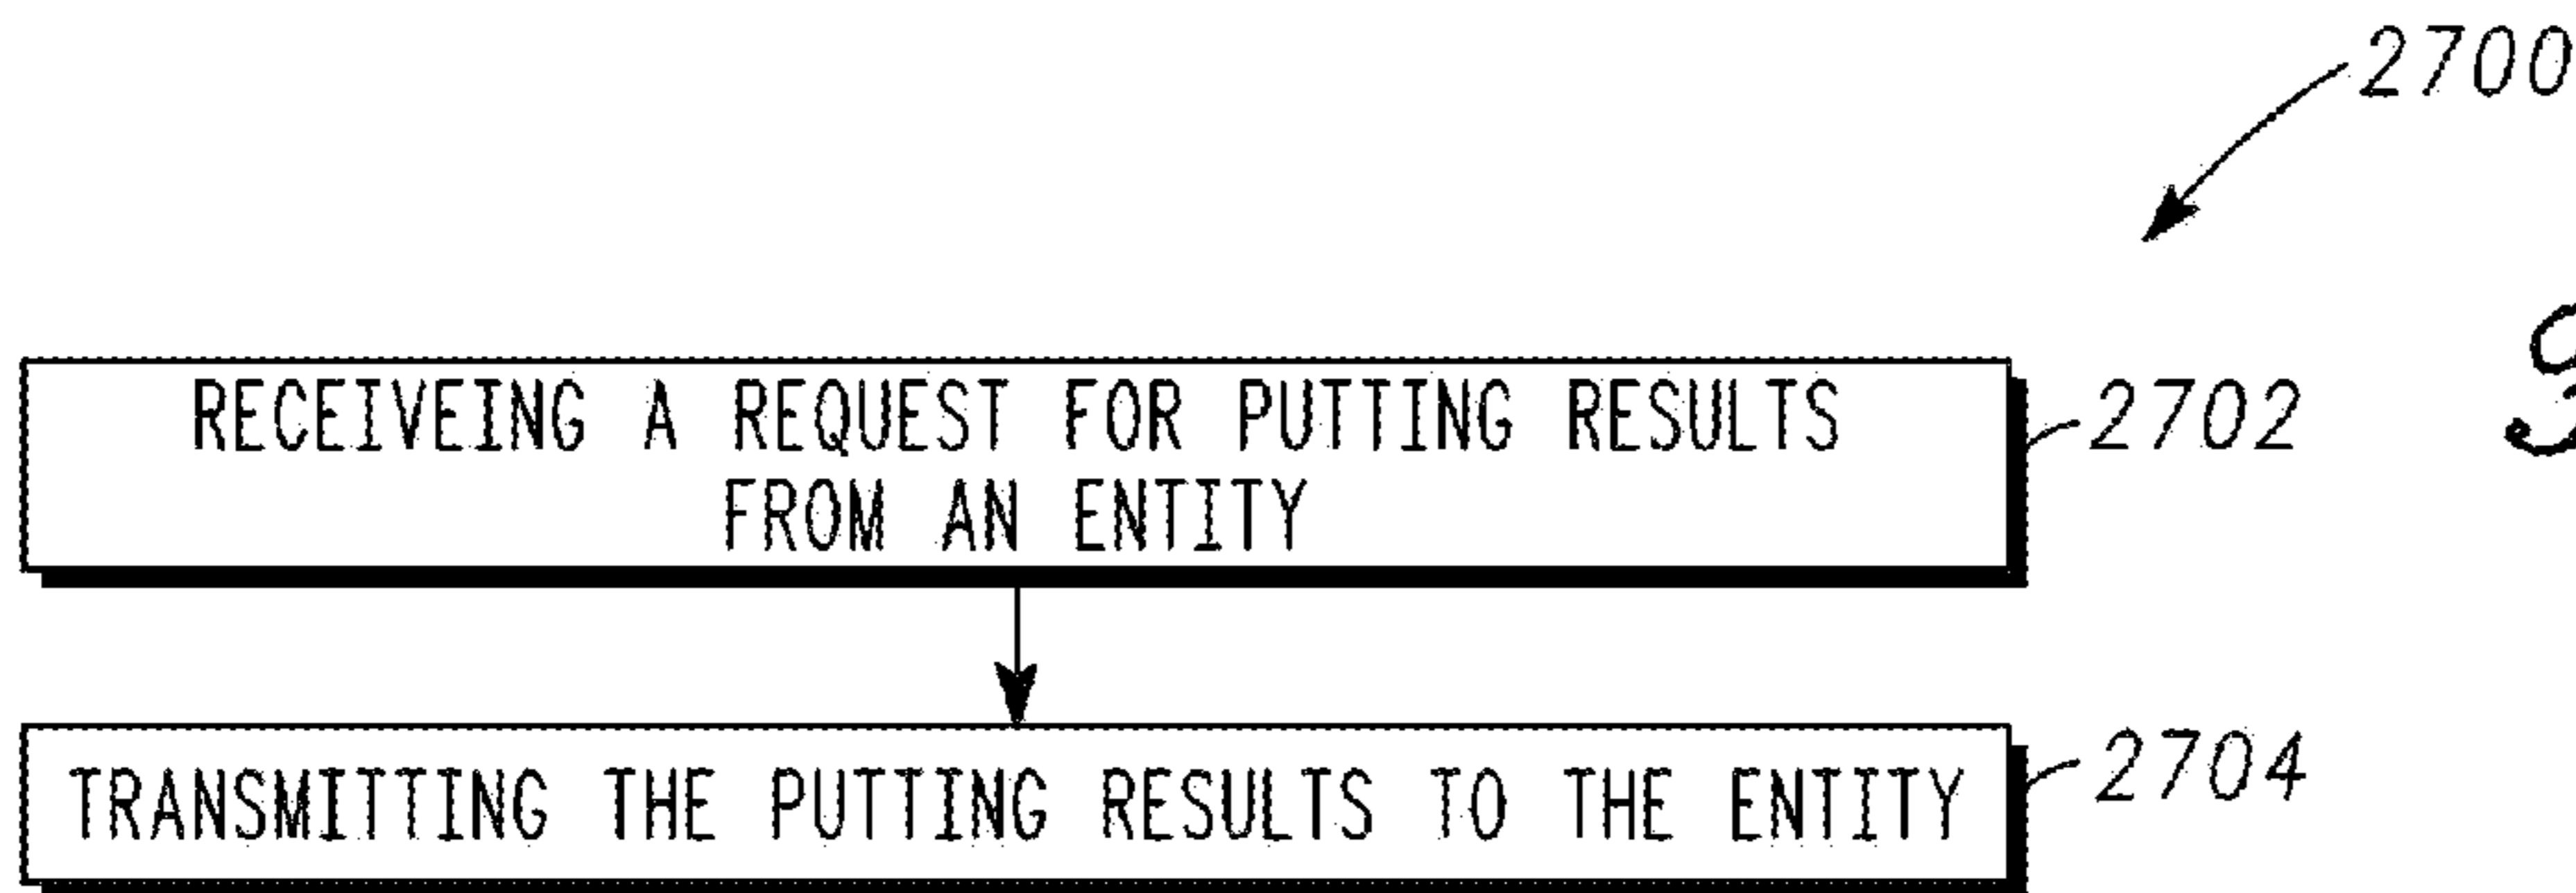 2700
RECEIVEING A REQUEST FOR PUTTING RESULTS
FROM AN ENTITY
2702
TRANSMITTING THE PUTTING RESULTS TO THE ENTITY
2704